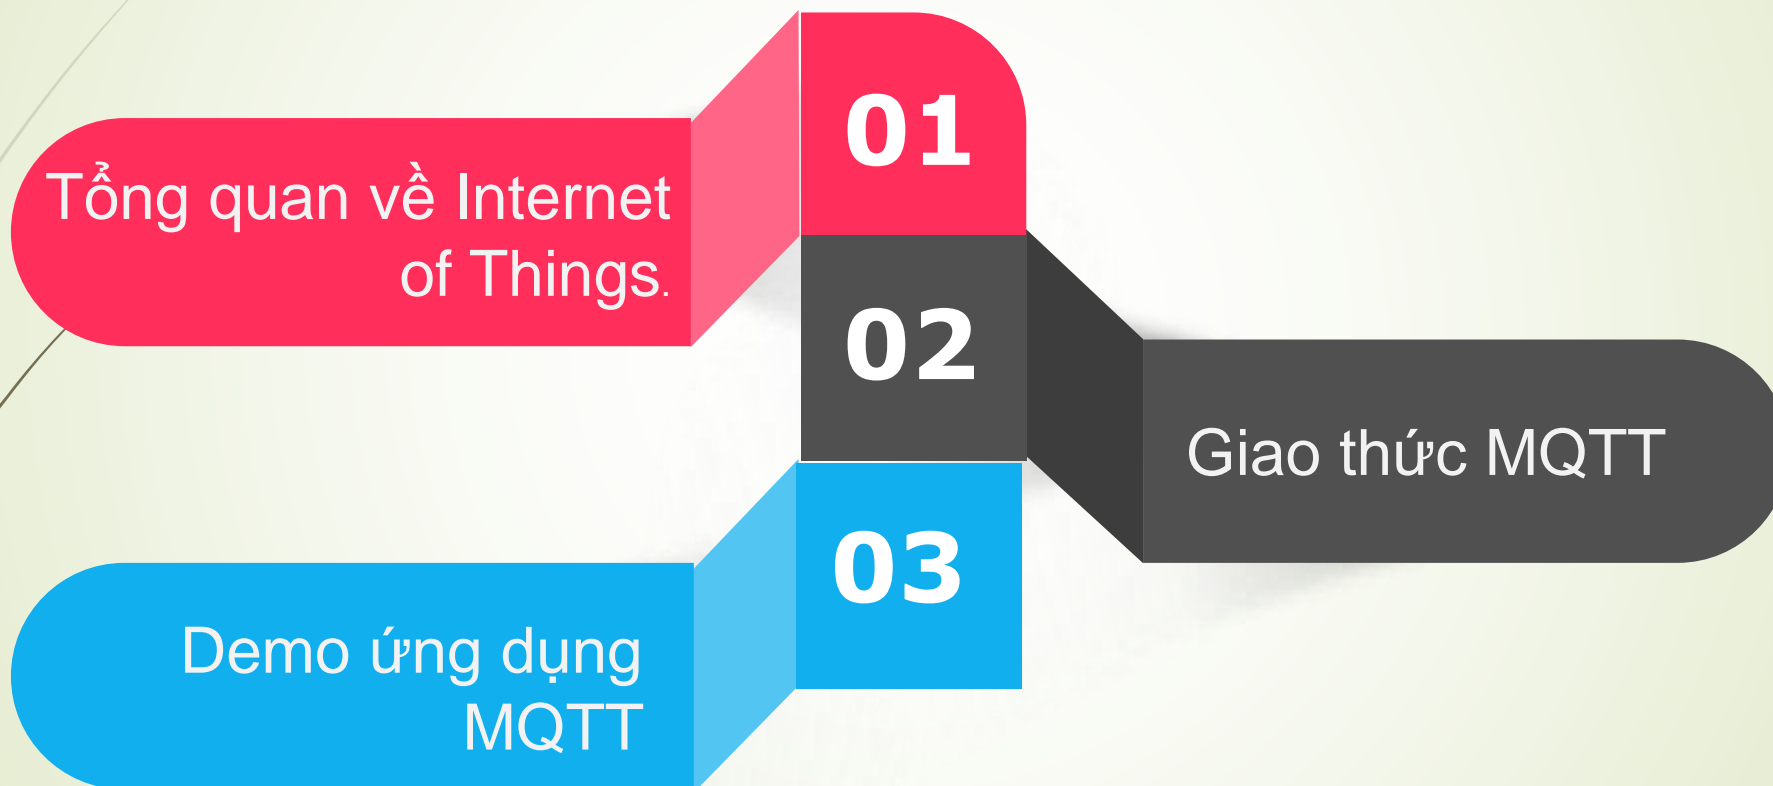 01
Tổng quan về Internet
of Things.
02
Giao thức MQTT
03
Demo ứng dụng
MQTT